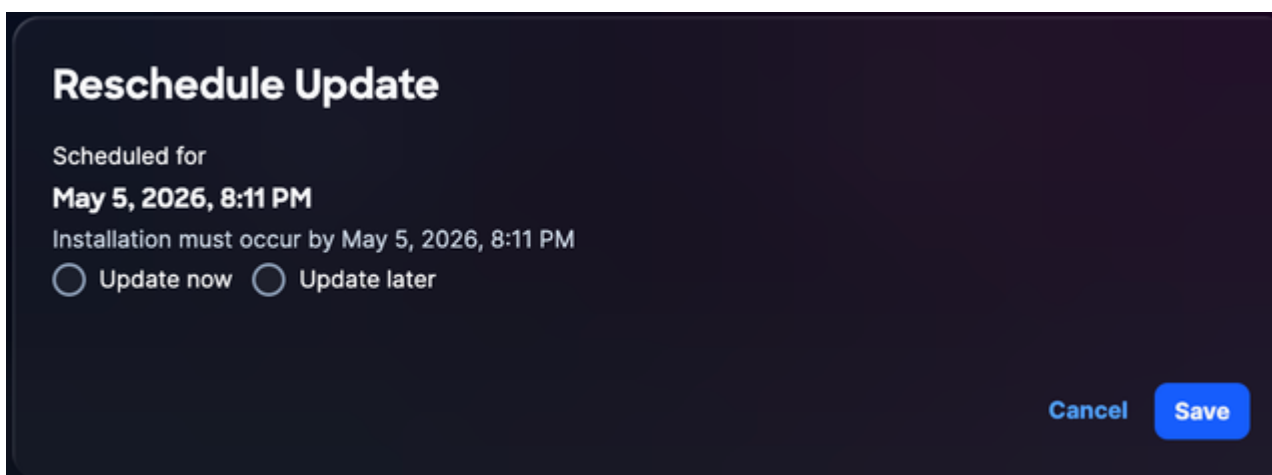 Reschedule Update
Scheduled for
May 5, 2026, 8:11 PM
Installation must occur by May 5, 2026, 8:11 PM
Update now Update later
Cancel Save